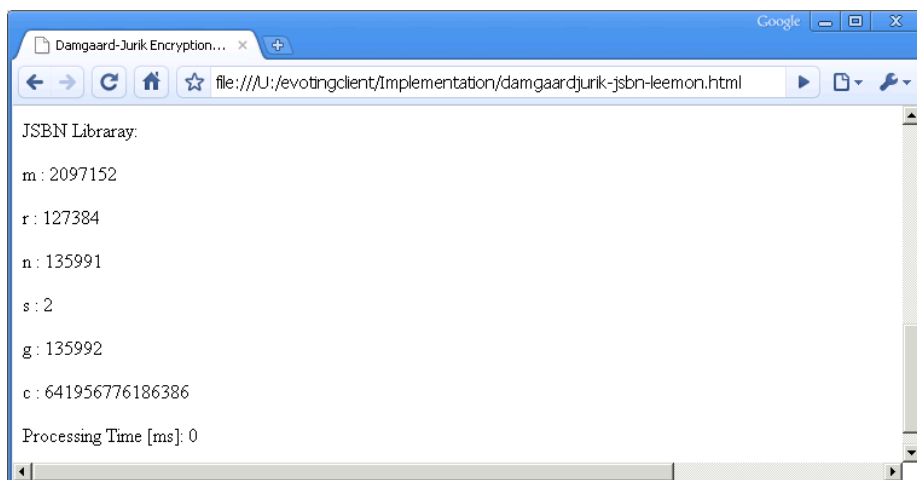 Google
Damgaard-Jurik Encryption...
file:///U:/evotingclient/Implementation/damgaardjurik-jsbn-leemon.html
JSBN Libraray:
m : 2097152
r : 127384
n : 135991
s : 2
g : 135992
c : 641956776186386
Processing Time [ms]: 0